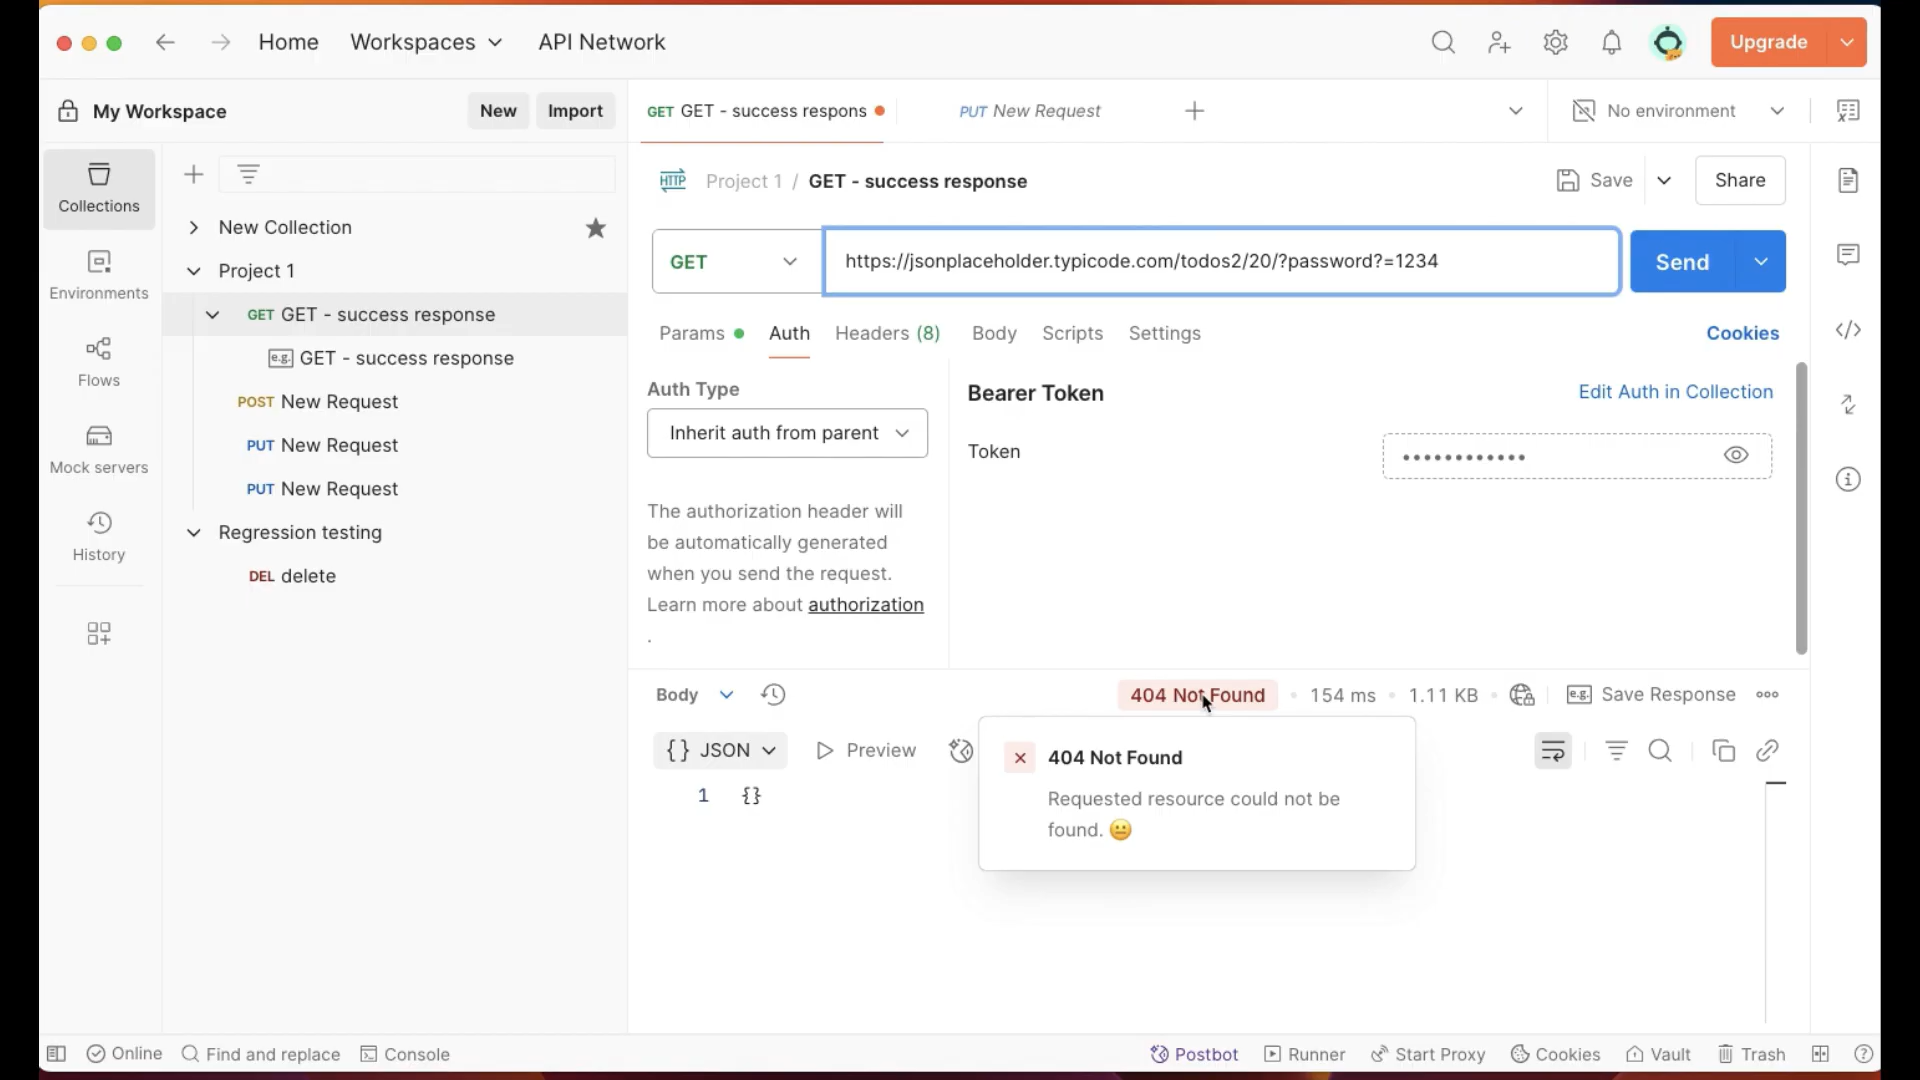 Home
Workspaces
API Network
Upgrade
My Workspace
New
Import
GET GET - success respons
PUT New Request
No environment
Collections
Environments
Flows
Mock servers
History
New Collection
Project 1
GET GET - success response
e.g. GET - success response
POST New Request
PUT New Request
PUT New Request
Regression testing
DEL delete
HTTP Project 1 / GET - success response
Save
Share
GET
https://jsonplaceholder.typicode.com/todos2/20/?password?=1234
Send
Params
Auth
Headers (8)
Body
Scripts
Settings
Cookies
Auth Type
Inherit auth from parent
The authorization header will
be automatically generated
when you send the request.
Learn more about authorization
.
Bearer Token
Edit Auth in Collection
Token
••••••••••••
Body
404 Not Found
154 ms
1.11 KB
e.g. Save Response
{} JSON
Preview
1 {}
404 Not Found
Requested resource could not be
found. 😐
Online
Find and replace
Console
Postbot
Runner
Start Proxy
Cookies
Vault
Trash